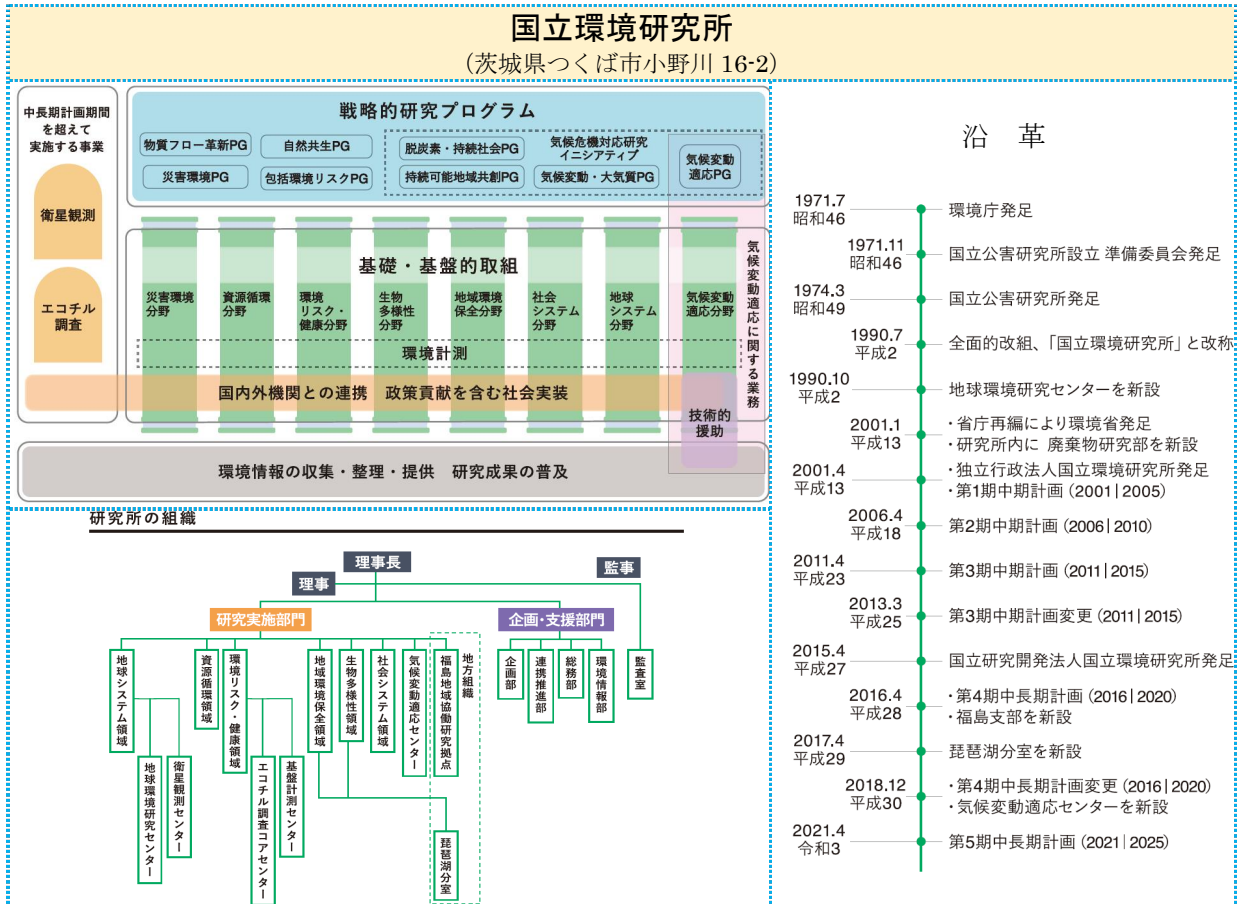 国立環境研究所
(茨城県つくば市小野川 16-2)
中長期計画期間
を超えて
実施する事業
衛星観測
エコチル
調査
戦略的研究プログラム
物質フロー革新PG
自然共生PG
災害環境PG
包括環境リスクPG
脱炭素・持続社会PG
気候危機対応研究
イニシアティブ
持続可能地域共創PG
気候変動・大気質PG
気候変動
適応PG
基礎・基盤的取組
災害環境
分野
資源循環
分野
環境
リスク・
健康分野
生物
多様性
分野
地域環境
保全分野
社会
システム
分野
地球
システム
分野
気候変動
適応分野
気候変動適応に関する業務
環境計測
国内外機関との連携　政策貢献を含む社会実装
技術的
援助
環境情報の収集・整理・提供　研究成果の普及
研究所の組織
理事長
理事
監事
研究実施部門
企画・支援部門
地球システム領域
地球環境研究センター
衛星観測センター
資源循環領域
環境リスク・健康領域
エコチル調査コアセンター
基盤計測センター
地域環境保全領域
生物多様性領域
社会システム領域
気候変動適応センター
福島地域協働研究拠点
地方組織
琵琶湖分室
企画部
連携推進部
総務部
環境情報部
監査室
沿　革
1971.7
昭和46
環境庁発足
1971.11
昭和46
国立公害研究所設立 準備委員会発足
1974.3
昭和49
国立公害研究所発足
1990.7
平成2
全面的改組、「国立環境研究所」と改称
1990.10
平成2
地球環境研究センターを新設
2001.1
平成13
・省庁再編により環境省発足
・研究所内に 廃棄物研究部を新設
2001.4
平成13
・独立行政法人国立環境研究所発足
・第1期中期計画 (2001|2005)
2006.4
平成18
第2期中期計画 (2006|2010)
2011.4
平成23
第3期中期計画 (2011|2015)
2013.3
平成25
第3期中期計画変更 (2011|2015)
2015.4
平成27
国立研究開発法人国立環境研究所発足
2016.4
平成28
・第4期中長期計画 (2016|2020)
・福島支部を新設
2017.4
平成29
琵琶湖分室を新設
2018.12
平成30
・第4期中長期計画変更 (2016|2020)
・気候変動適応センターを新設
2021.4
令和3
第5期中長期計画 (2021|2025)